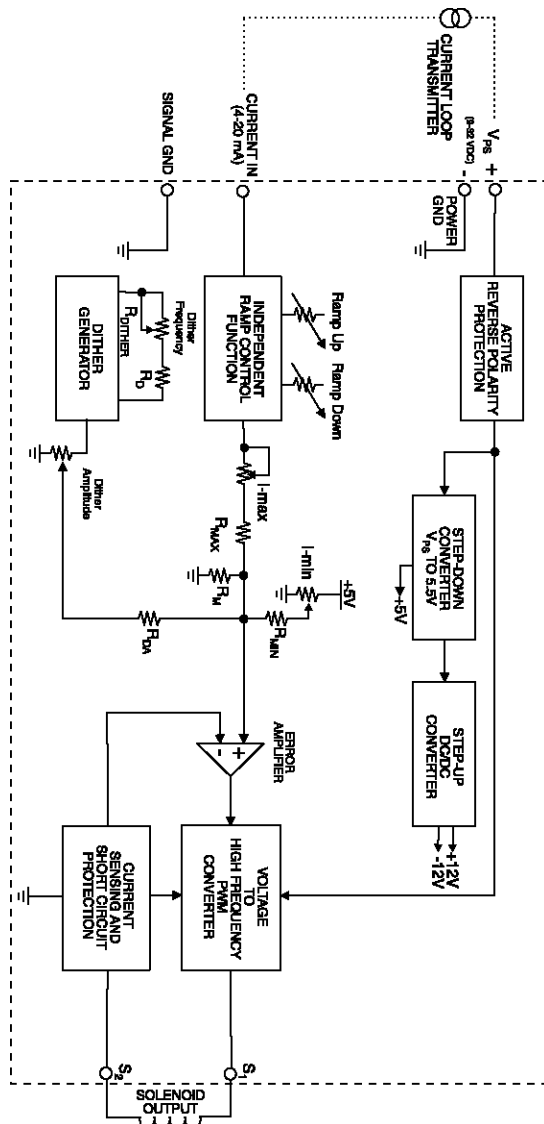 CURRENT LOOP
TRANSMITTER
V_PS +
(9-32 VDC) -
POWER
GND
CURRENT IN
(4-20 mA)
SIGNAL GND
ACTIVE
REVERSE POLARITY
PROTECTION
STEP-DOWN
CONVERTER
V_PS TO 5.5V
+5V
STEP-UP
DC/DC
CONVERTER
+12V
-12V
Ramp Up
Ramp Down
INDEPENDENT
RAMP CONTROL
FUNCTION
I-max
R_IMAX
R_M
I-min
+5V
R_MIN
Dither
Frequency
R_DITHER
R_D
DITHER
GENERATOR
Dither
Amplitude
R_DA
ERROR
AMPLIFIER
+
-
VOLTAGE
TO
HIGH FREQUENCY
PWM
CONVERTER
CURRENT
SENSING AND
SHORT CIRCUIT
PROTECTION
S1
S2
SOLENOID
OUTPUT